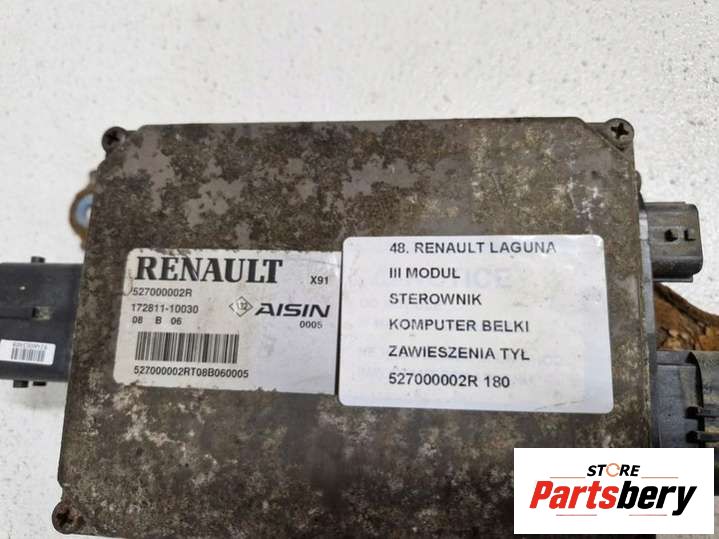 RENAULT X91
527000002R
172811-10030
08 B 06
AISIN
0005
527000002RT08B060005
48. RENAULT LAGUNA
III MODUŁ
STEROWNIK
KOMPUTER BELKI
ZAWIESZENIA TYŁ
527000002R 180
STORE
Partsbery